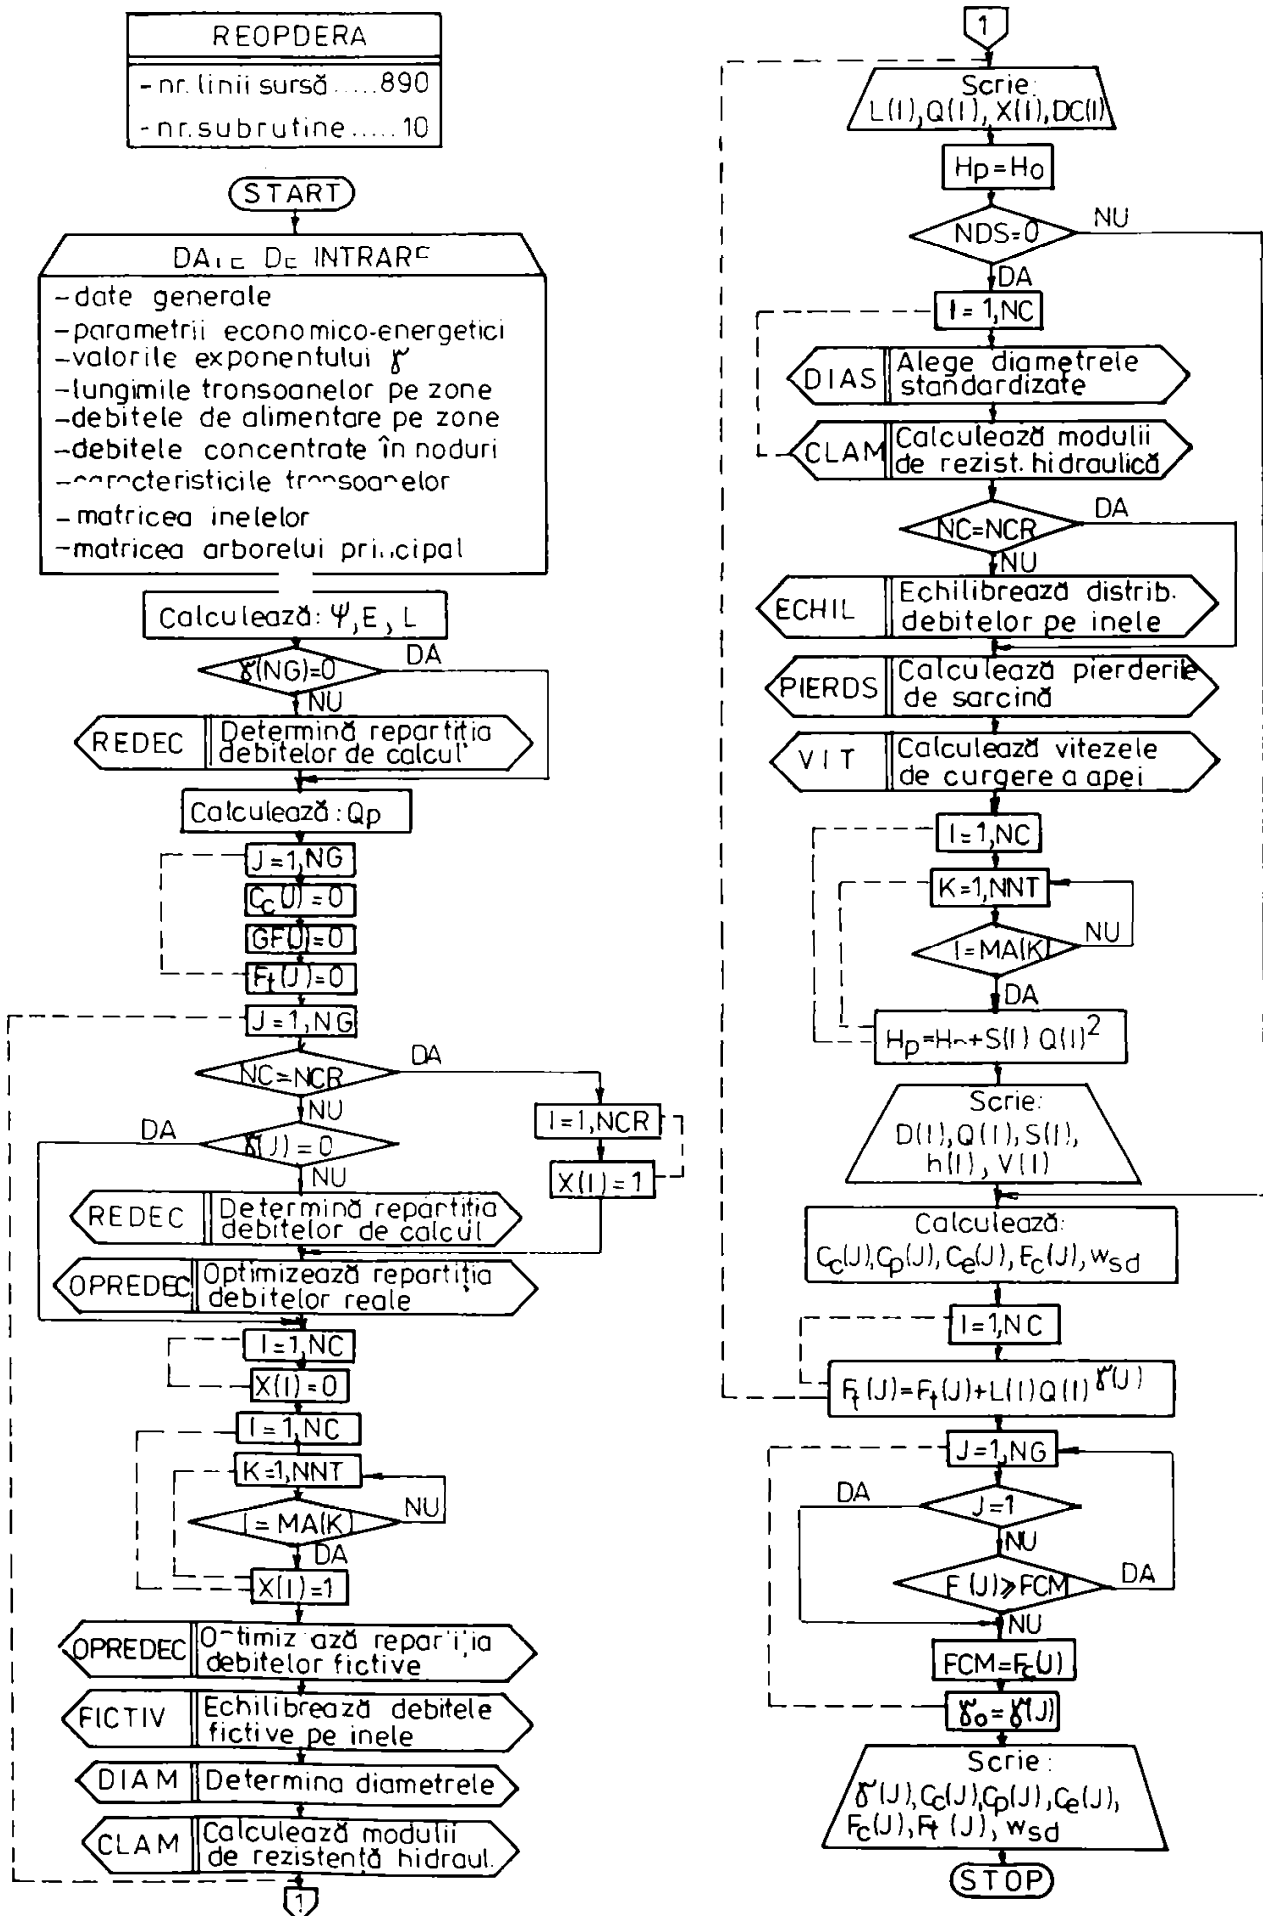 REOPDERA
- nr. linii sursă.....890
- nr. subrutine.....10
START
DE INTRARE
- date generale
- parametrii economico-energetici
- valorile exponentului γ
- lungimile tronsoanelor pe zone
- debitele de alimentare pe zone
- debitele concentrate în noduri
- matricea inelelor
- matricea arborelui
Calculează: Ψ, E, L
γ(NG)=0
DA
NU
REDEC
Determină repartiția
debitelor de calcul
Calculează: Qp
J=1,NG
Cc(J)=0
GF(J)=0
Ft(J)=0
J=1,NG
NC=NCR
DA
NU
I=1,NCR
X(I)=1
DA
γ(J)=0
NU
REDEC
Determină repartiția
debitelor de calcul
OPREDEC
Optimizează repartiția
debitelor reale
I=1,NC
X(I)=0
I=1,NC
K=1,NNT
I=MA(K)
NU
DA
X(I)=1
OPREDEC
debitelor fictive
FICTIV
Echilibrează debitele
fictive pe inele
DIAM
Determina diametrele
CLAM
Calculează modulii
de rezistență hidraul.
1
1
Scrie:
L(I),Q(I), X(I),DC(I)
Hp=Ho
NDS=0
NU
DA
I=1,NC
DIAS
Alege diametrele
standardizate
CLAM
Calculează modulii
de rezist. hidraulică
NC=NCR
DA
NU
ECHIL
Echilibrează distrib.
debitelor pe inele
PIERDS
Calculează pierderile
de sarcină
VIT
Calculează vitezele
de curgere a apei
I=1,NC
K=1,NNT
I=MA(K)
NU
DA
+S(I) Q(I)²
Scrie:
D(I),Q(I),S(I),
h(I),V(I)
Calculează:
Cc(J),Cp(J),Ce(J),Fc(J),wsd
I=1,NC
Ft(J)=Ft(J)+L(I)Q(I)^γ(J)
J=1,NG
DA
J=1
NU
F (J)⩾FCM
DA
NU
FCM=Fc(J)
γo=γ(J)
Scrie:
γ(J),Cc(J),Cp(J),Ce(J),
Fc(J),Ft(J), wsd
STOP